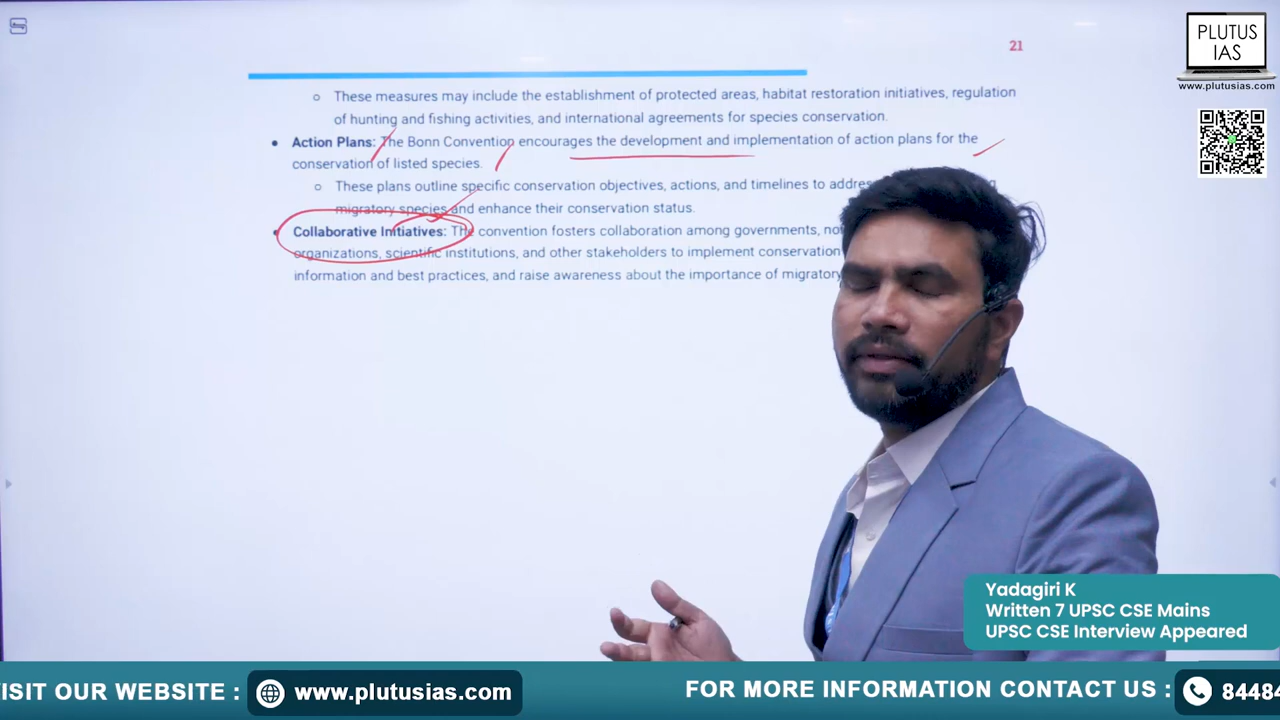 21
PLUTUS
IAS
www.plutusias.com
These measures may include the establishment of protected areas, habitat restoration initiatives, regulation
of hunting and fishing activities, and international agreements for species conservation.
Action Plans: The Bonn Convention encourages the development and implementation of action plans for the
conservation of listed species.
These plans outline specific conservation objectives, actions, and timelines to
migratory species and enhance their conservation status.
Collaborative Initiatives: The convention fosters collaboration among governments,
organizations, scientific institutions, and other stakeholders to implement conservation
information and best practices, and raise awareness about the importance of migratory
Yadagiri K
Written 7 UPSC CSE Mains
UPSC CSE Interview Appeared
VISIT OUR WEBSITE : www.plutusias.com FOR MORE INFORMATION CONTACT US : 84484